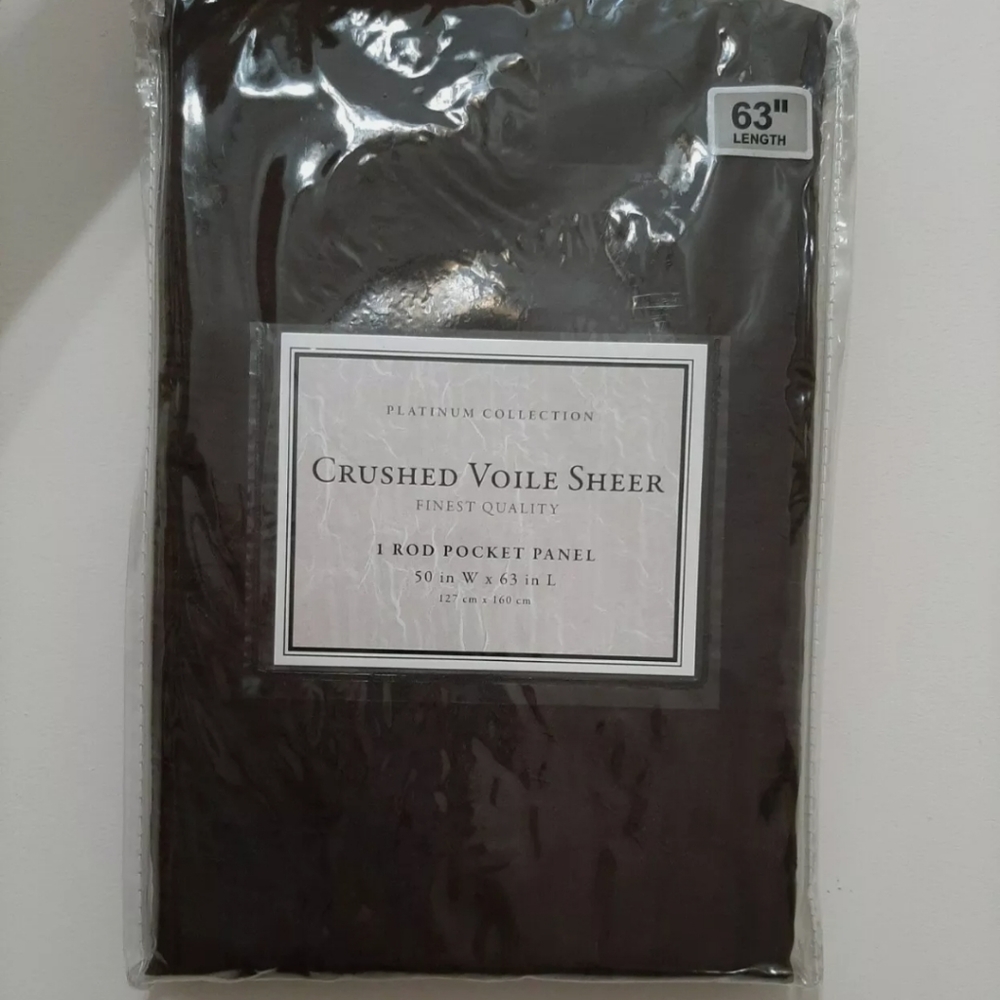 63"
LENGTH
PLATINUM COLLECTION
CRUSHED VOILE SHEER
FINEST QUALITY
1 ROD POCKET PANEL
50 in W x 63 in L
127 cm x 160 cm